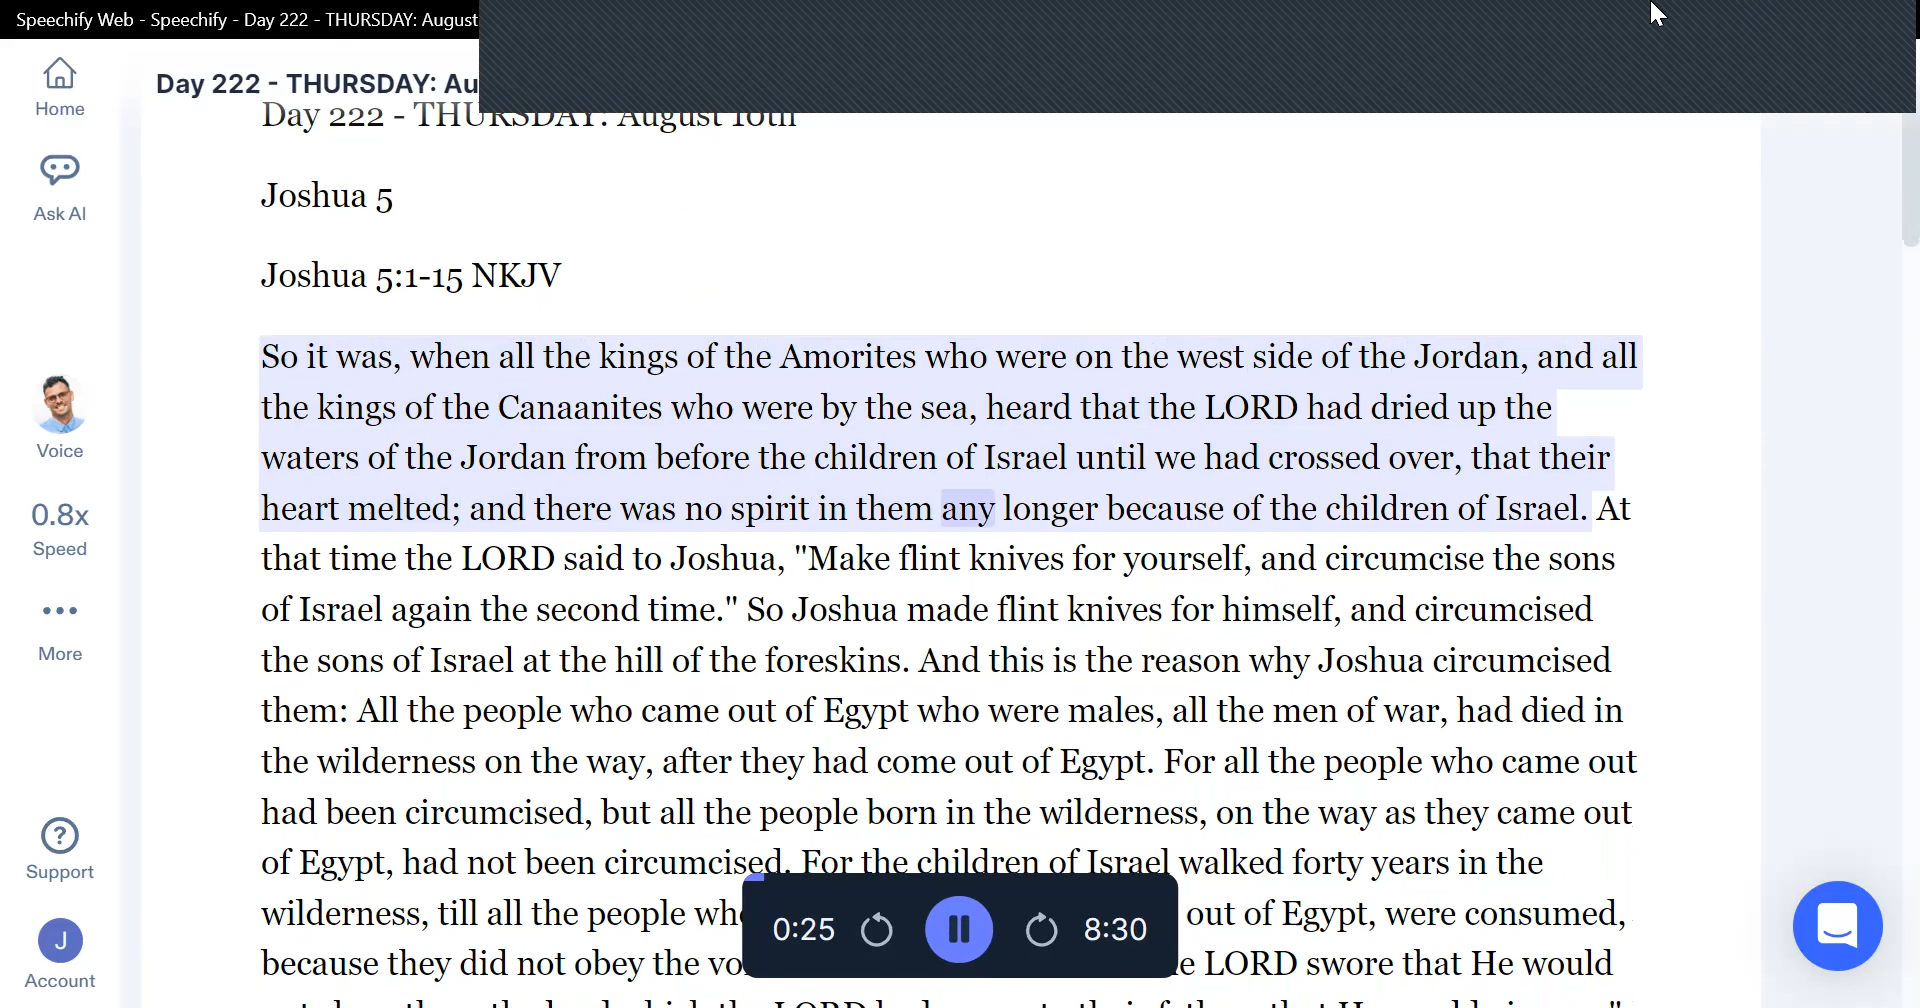 Speechify Web - Speechify - Day 222 - THURSDAY: August
Day 222 - THURSDAY: Au
Home
Day 222 - THURSDAY: August 10th
Ask AI
Joshua 5
Joshua 5:1-15 NKJV
So it was, when all the kings of the Amorites who were on the west side of the Jordan, and all
the kings of the Canaanites who were by the sea, heard that the LORD had dried up the
waters of the Jordan from before the children of Israel until we had crossed over, that their
heart melted; and there was no spirit in them any longer because of the children of Israel. At
that time the LORD said to Joshua, "Make flint knives for yourself, and circumcise the sons
of Israel again the second time." So Joshua made flint knives for himself, and circumcised
the sons of Israel at the hill of the foreskins. And this is the reason why Joshua circumcised
them: All the people who came out of Egypt who were males, all the men of war, had died in
the wilderness on the way, after they had come out of Egypt. For all the people who came out
had been circumcised, but all the people born in the wilderness, on the way as they came out
of Egypt, had not been circumcised. For the children of Israel walked forty years in the
wilderness, till all the people who out of Egypt, were consumed,
because they did not obey the LORD swore that He would
Voice
0.8x
Speed
More
Support
J
Account
0:25
8:30